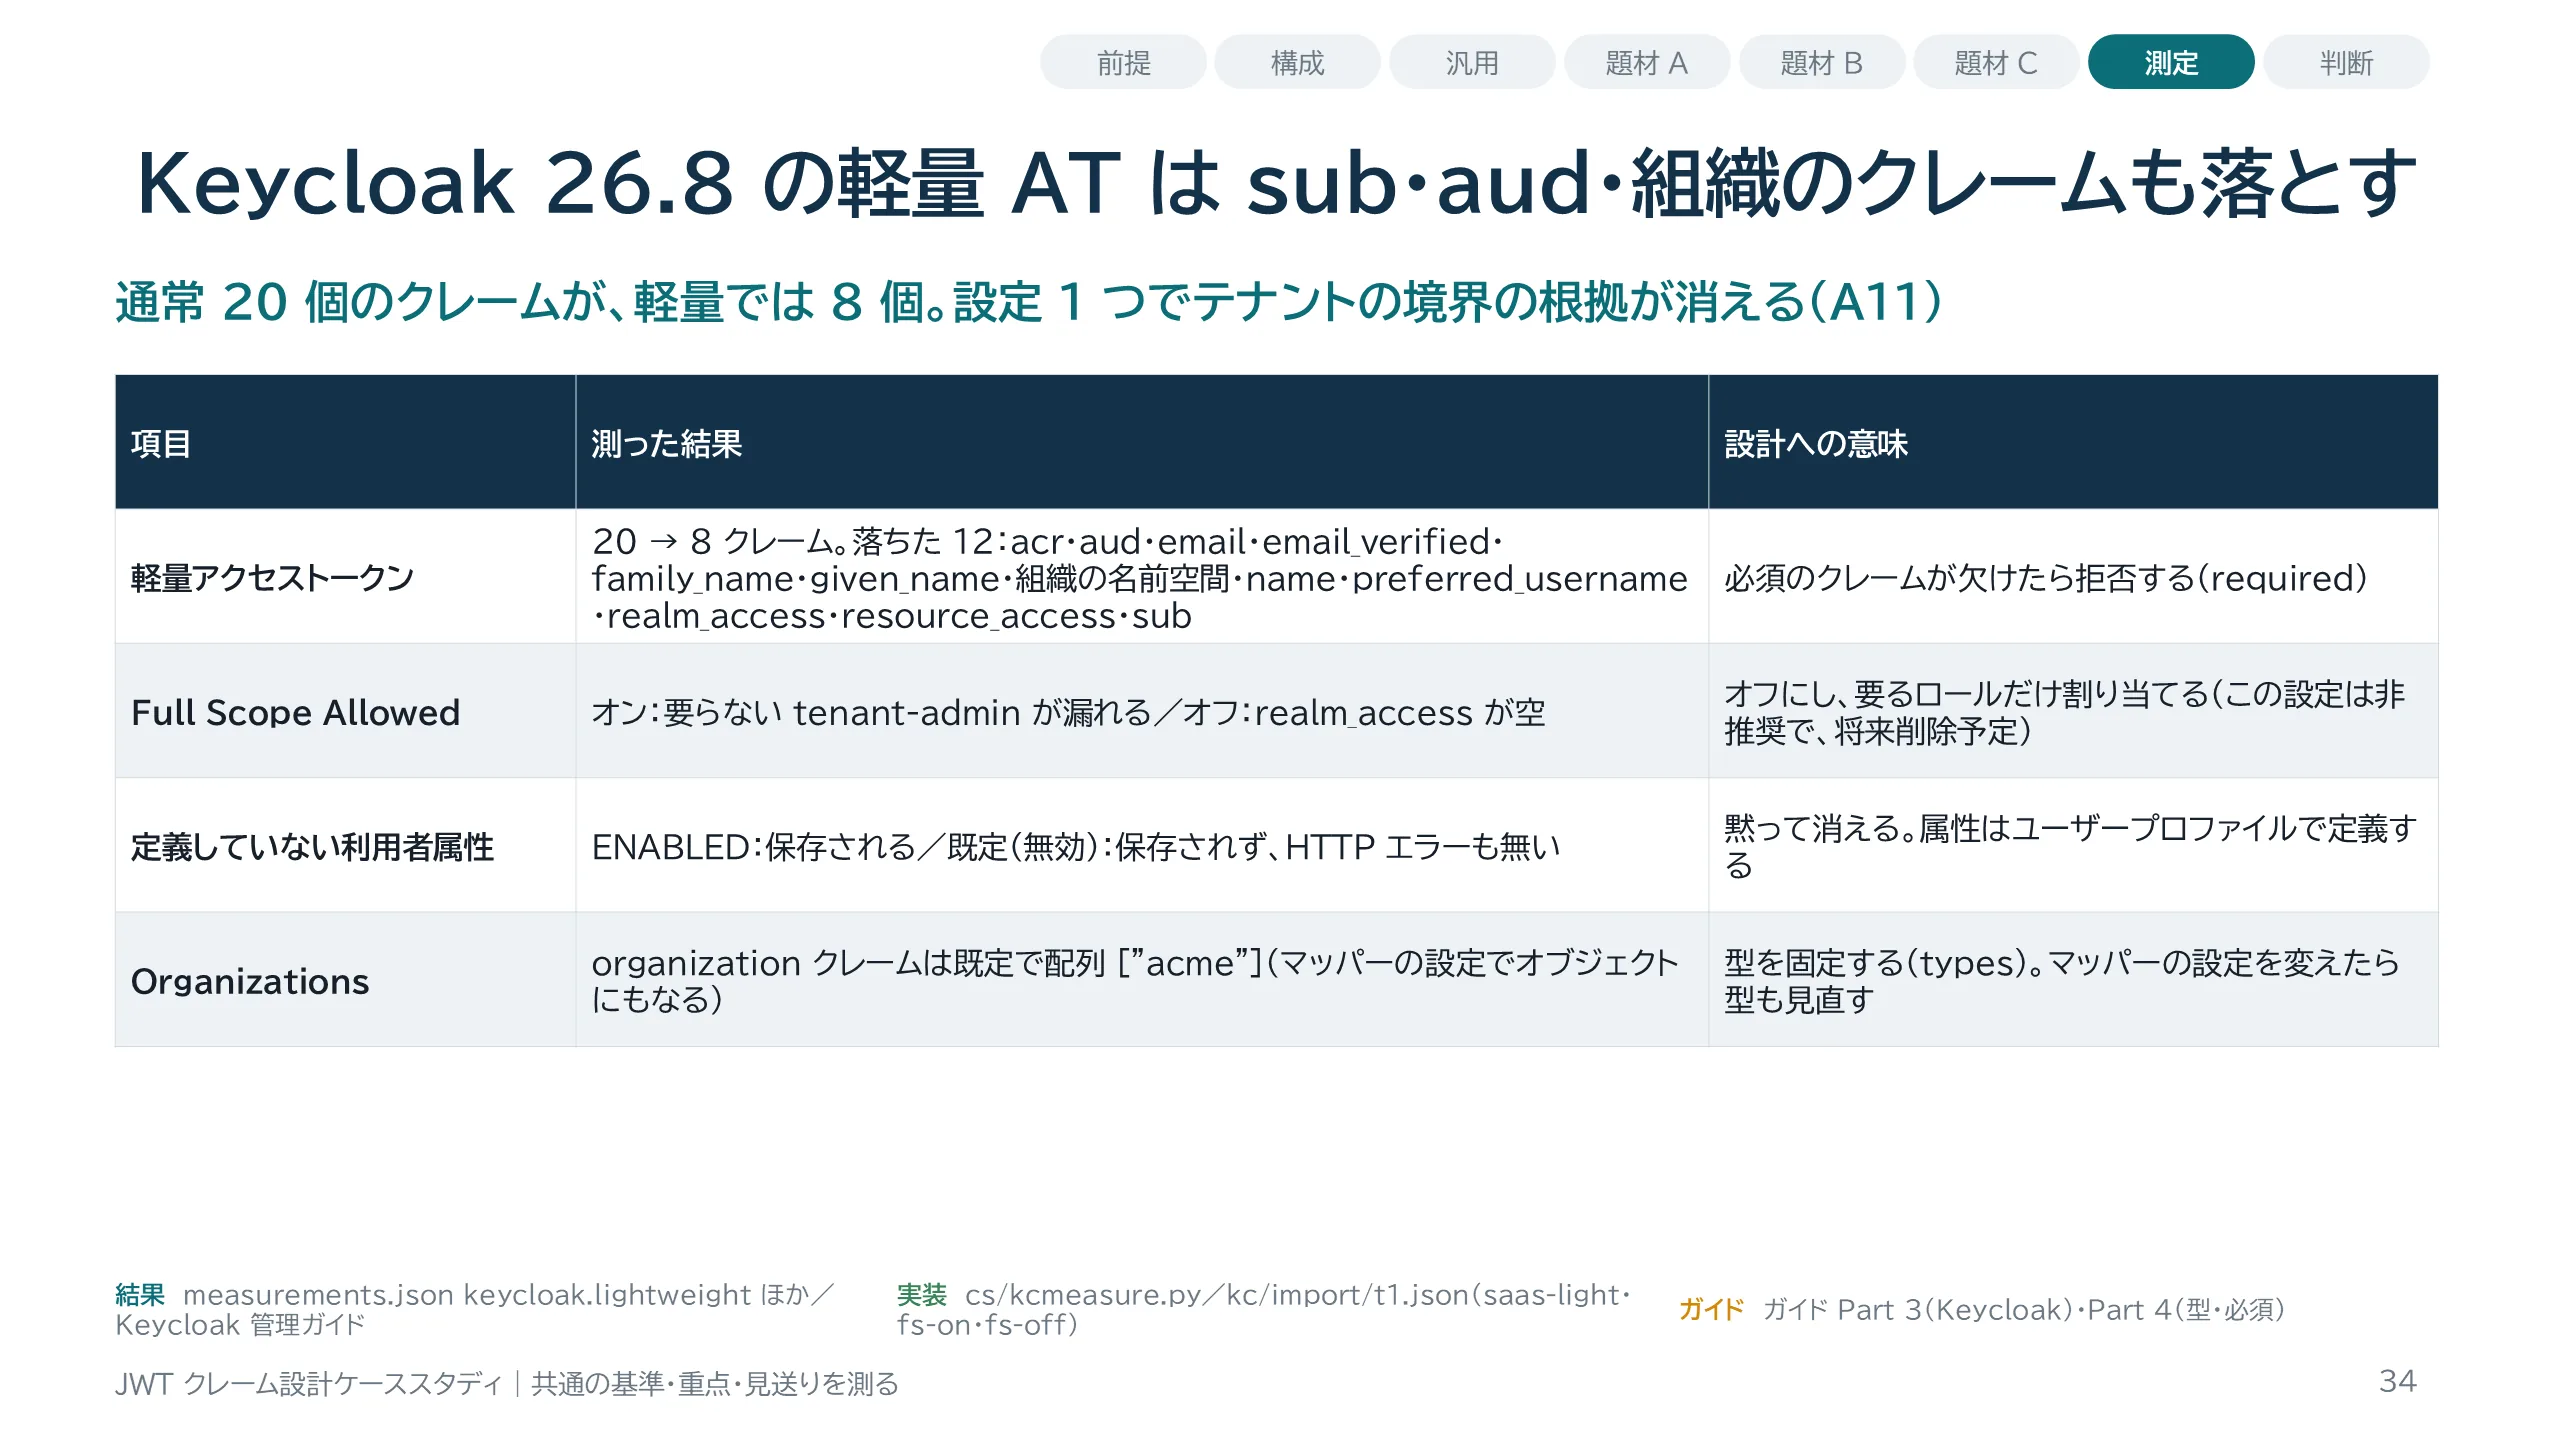 前提
構成
汎用
題材 A
題材 B
題材 C
測定
判断
Keycloak 26.8 の軽量 AT は sub・aud・組織のクレームも落とす
通常 20 個のクレームが、軽量では 8 個。設定 1 つでテナントの境界の根拠が消える（A11）
項目
測った結果
設計への意味
軽量アクセストークン
20 → 8 クレーム。落ちた 12：acr・aud・email・email_verified・
family_name・given_name・組織の名前空間・name・preferred_username
・realm_access・resource_access・sub
必須のクレームが欠けたら拒否する（required）
Full Scope Allowed
オン：要らない tenant-admin が漏れる／オフ：realm_access が空
オフにし、要るロールだけ割り当てる（この設定は非
推奨で、将来削除予定）
定義していない利用者属性
ENABLED：保存される／既定（無効）：保存されず、HTTP エラーも無い
黙って消える。属性はユーザープロファイルで定義す
る
Organizations
organization クレームは既定で配列 [”acme”]（マッパーの設定でオブジェクト
にもなる）
型を固定する（types）。マッパーの設定を変えたら
型も見直す
結果 measurements.json keycloak.lightweight ほか／
Keycloak 管理ガイド
実装 cs/kcmeasure.py／kc/import/t1.json（saas-light・
fs-on・fs-off）
ガイド ガイド Part 3（Keycloak）・Part 4（型・必須）
JWT クレーム設計ケーススタディ｜共通の基準・重点・見送りを測る
34